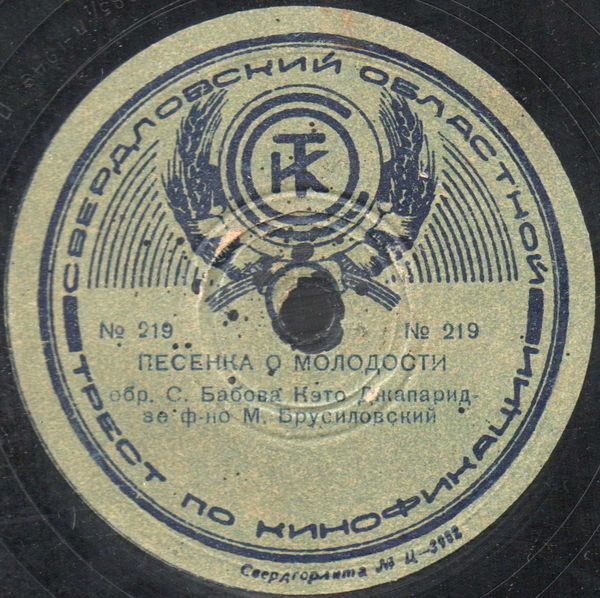 СВЕРДЛОВСКИЙ ОБЛАСТНОЙ
ТРЕСТ ПО КИНОФИКАЦИИ
№ 219 № 219
ПЕСЕНКА О МОЛОДОСТИ
обр. С. Бабова Кэто Джапарид-
зе ф-но М. Брусиловский
Свердгорлита № Ц—3982